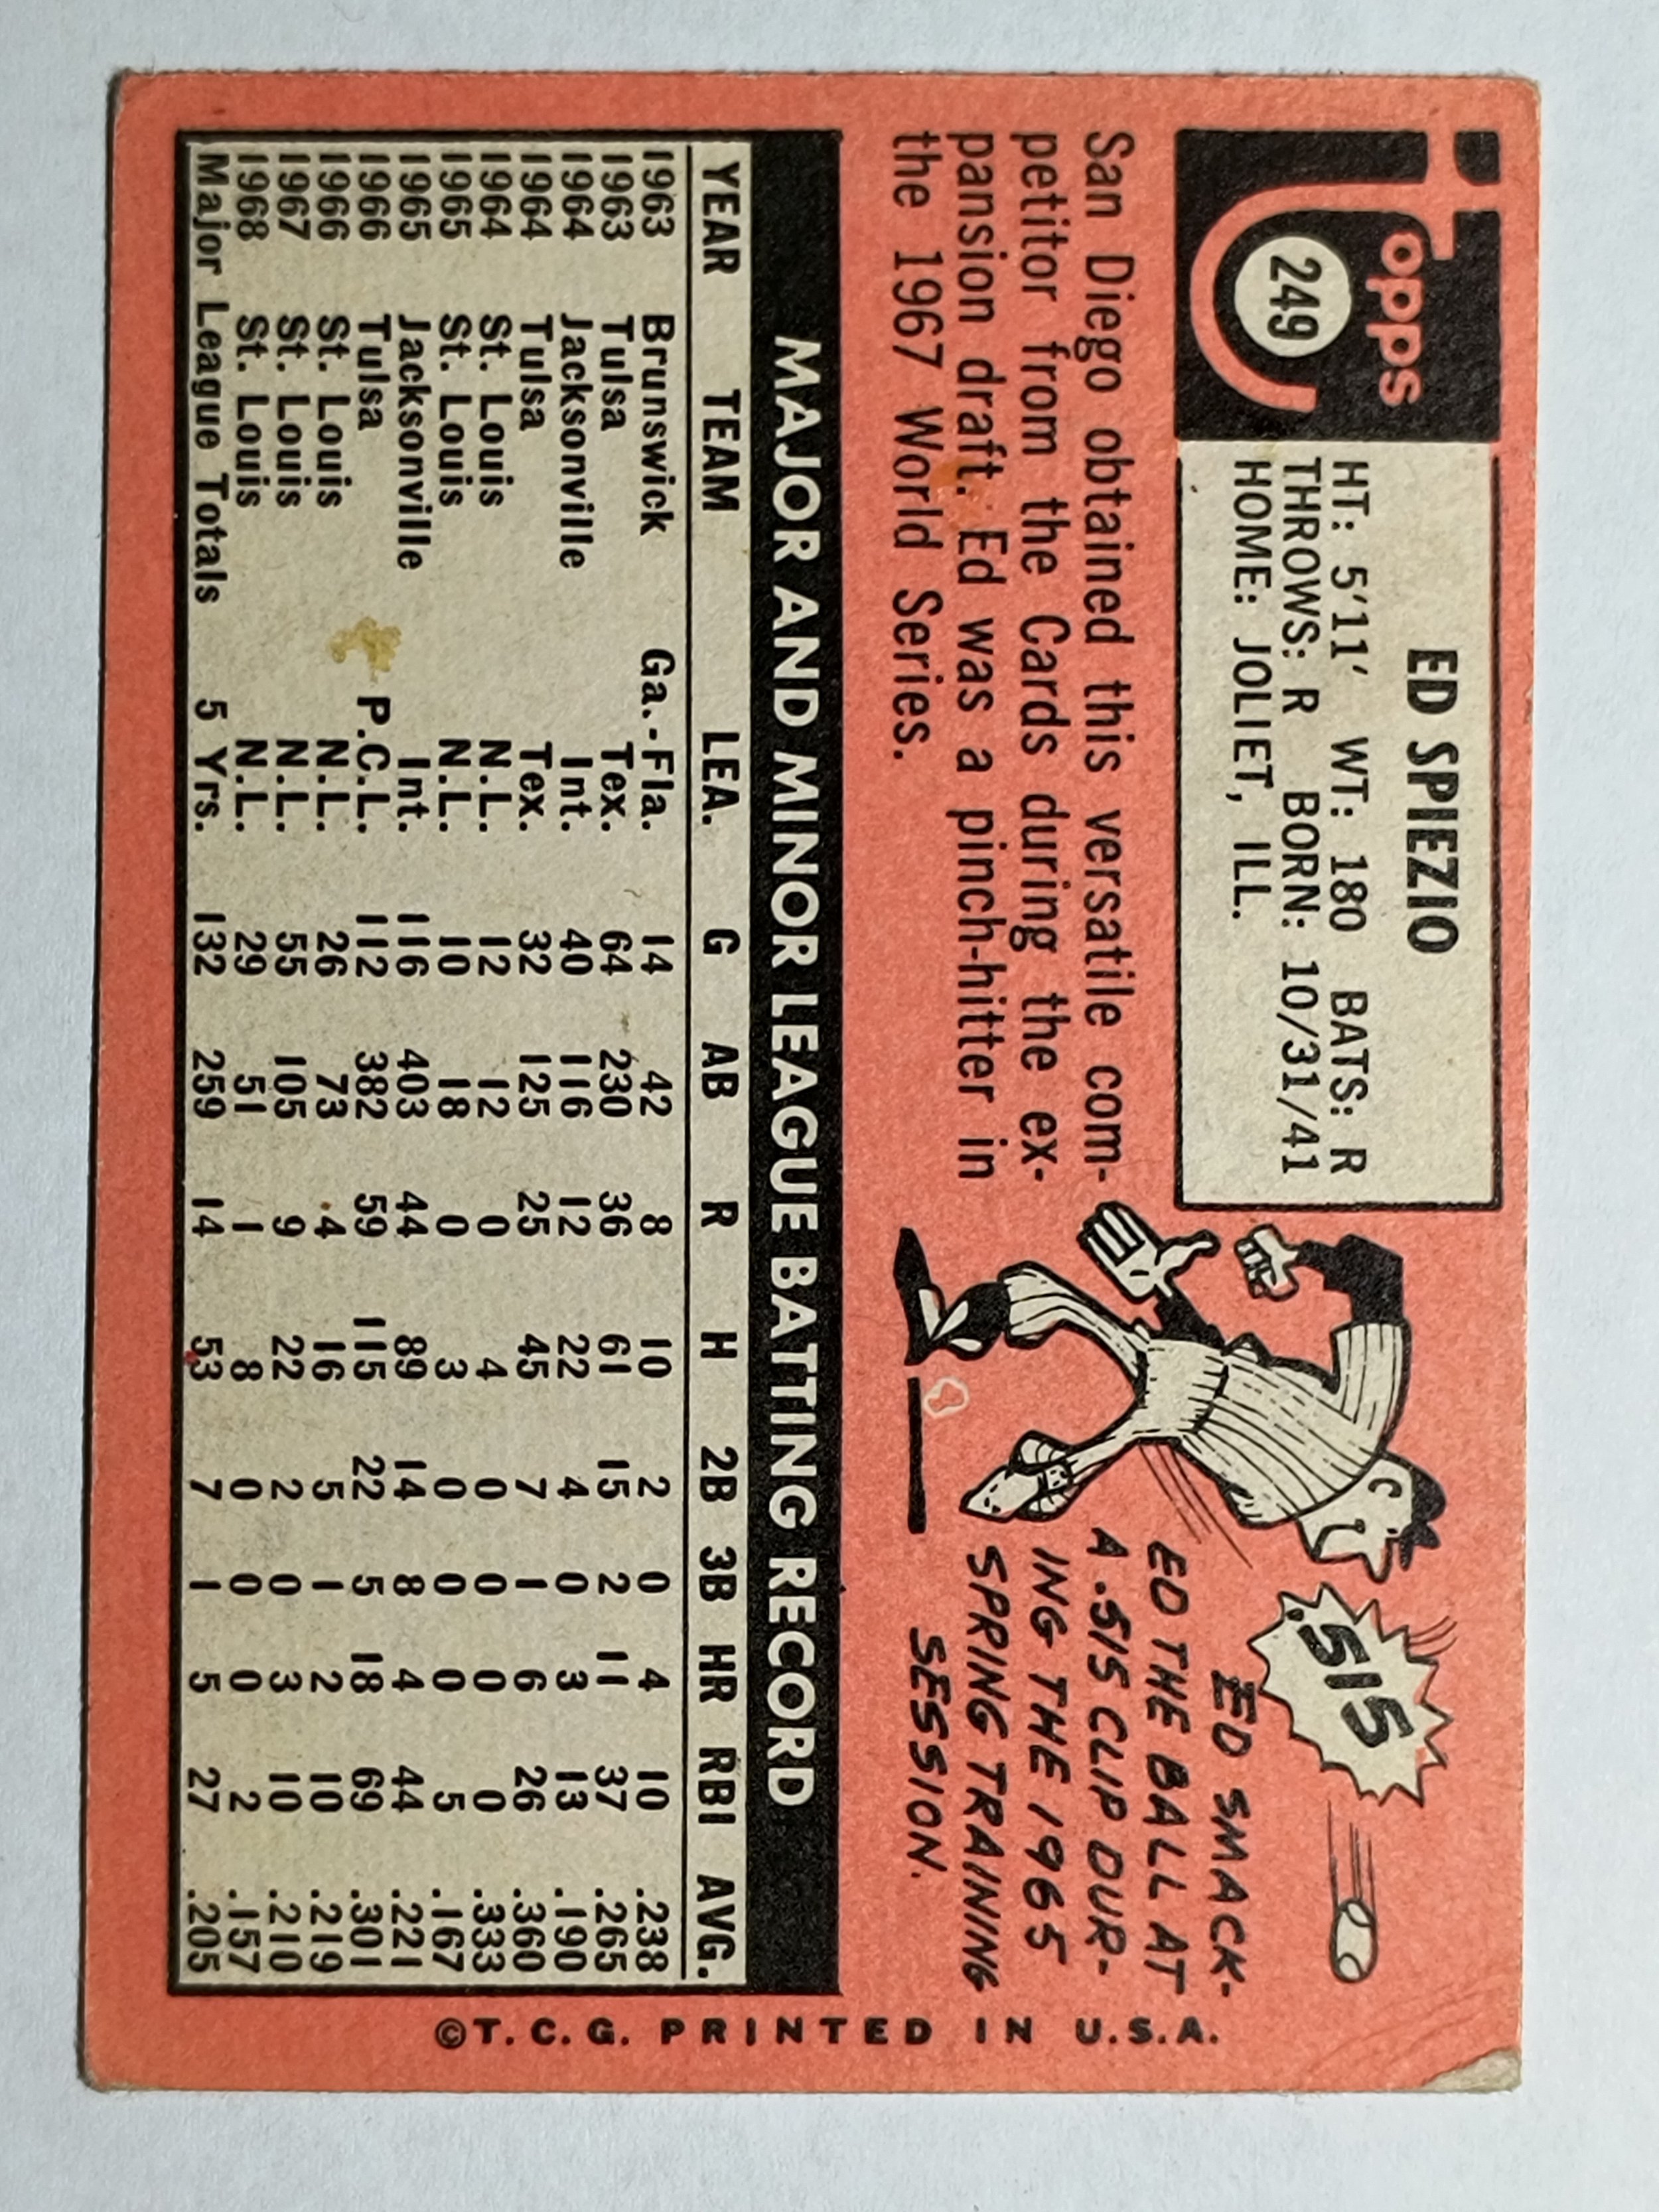 Topps
249
ED SPIEZIO
HT: 5'11' WT: 180 BATS: R
THROWS: R BORN: 10/31/41
HOME: JOLIET, ILL.
San Diego obtained this versatile com-
petitor from the Cards during the ex-
pansion draft. Ed was a pinch-hitter in
the 1967 World Series.
.515
ED SMACK-
ED THE BALL AT
A .515 CLIP DUR-
ING THE 1965
SPRING TRAINING
SESSION.
MAJOR AND MINOR LEAGUE BATTING RECORD
YEAR TEAM LEA. G AB R H 2B 3B HR RBI AVG.
1963 Brunswick Ga.-Fla. 14 42 8 10 2 0 4 10 .238
1963 Tulsa Tex. 64 230 36 61 15 2 11 37 .265
1964 Jacksonville Int. 40 116 12 22 4 0 3 13 .190
1964 Tulsa Tex. 32 125 25 45 7 1 6 26 .360
1964 St. Louis N.L. 12 12 0 4 0 0 0 0 .333
1965 St. Louis N.L. 10 18 0 3 0 0 0 5 .167
1965 Jacksonville Int. 116 403 44 89 14 8 4 44 .221
1966 Tulsa P.C.L. 112 382 59 115 22 5 18 69 .301
1966 St. Louis N.L. 26 73 4 16 5 1 2 10 .219
1967 St. Louis N.L. 55 105 9 22 2 0 3 10 .210
1968 St. Louis N.L. 29 51 1 8 0 0 0 2 .157
Major League Totals 5 Yrs. 132 259 14 53 7 1 5 27 .205
©T.C.G. PRINTED IN U.S.A.